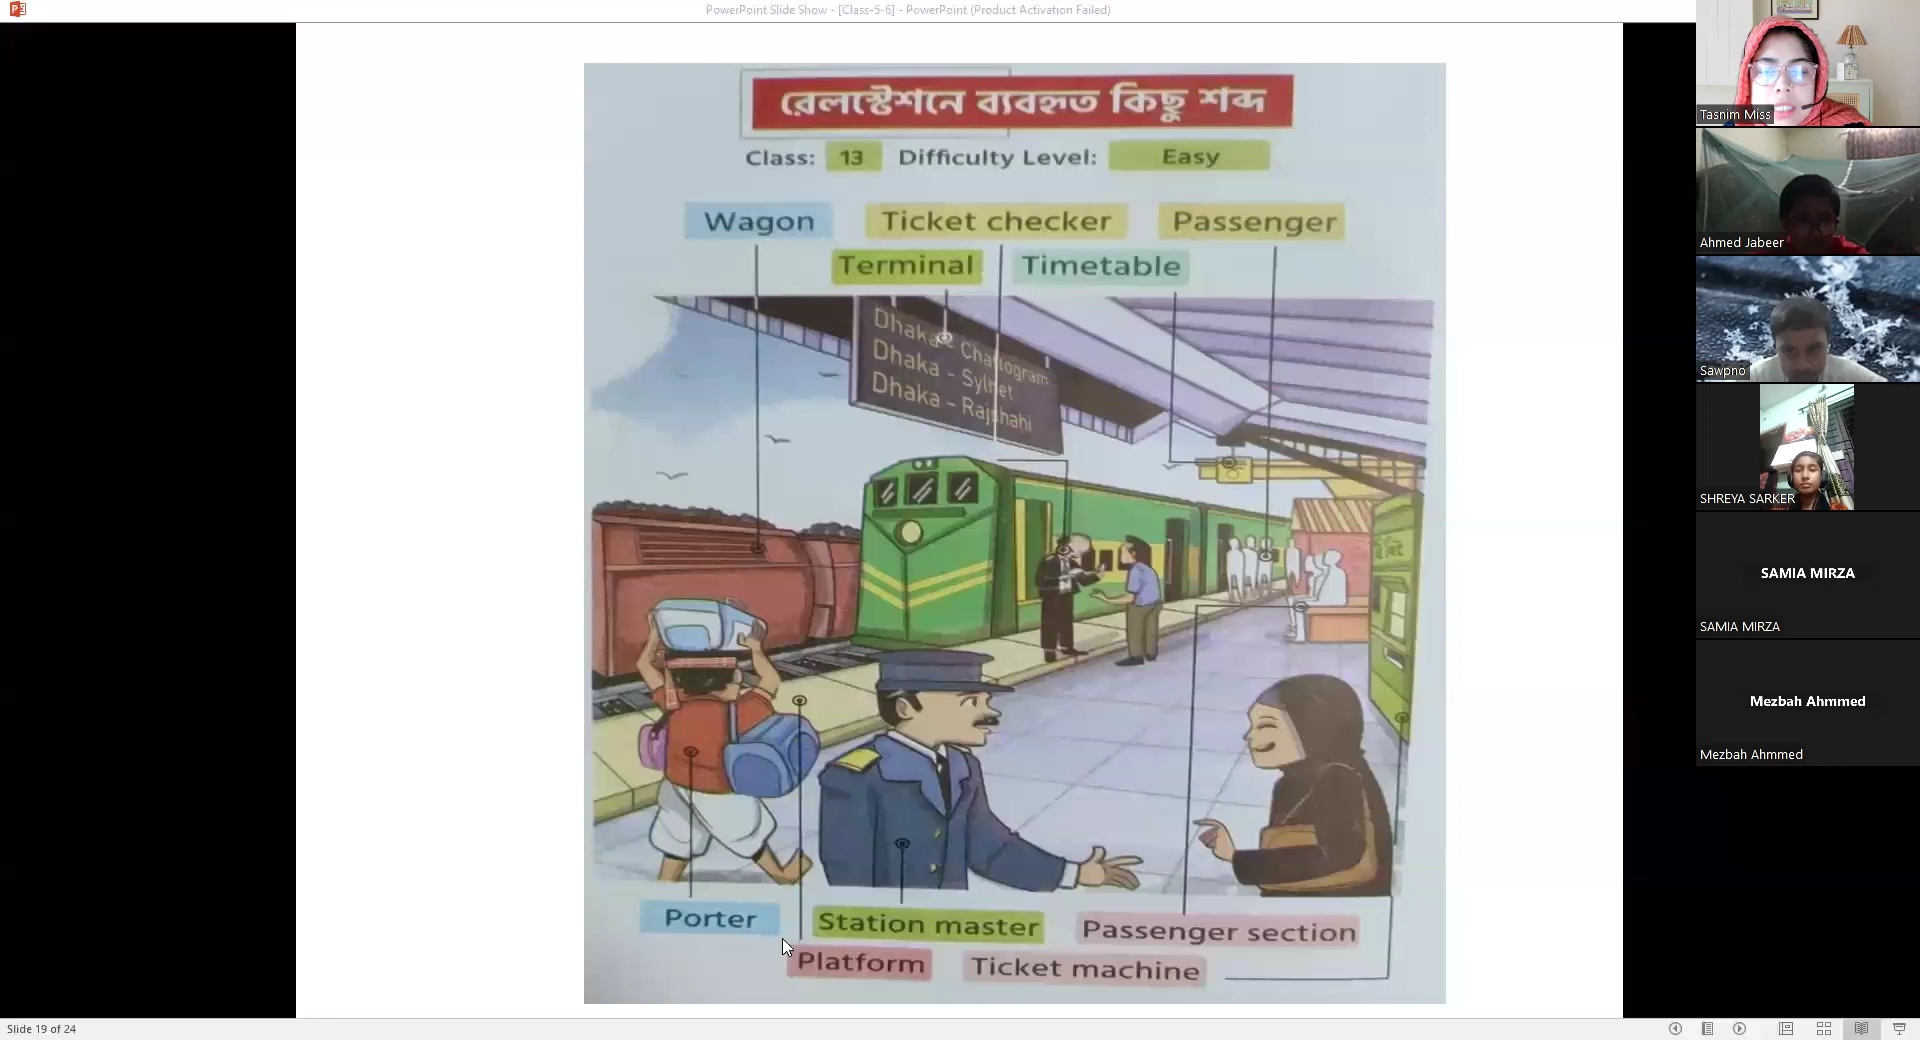 PowerPoint Slide Show - [Class-5-6] - PowerPoint (Product Activation Failed)
রেলস্টেশনে ব্যবহৃত কিছু শব্দ
Class: 13 Difficulty Level: Easy
Wagon Ticket checker Passenger
Terminal Timetable
Dhaka - Chattogram
Dhaka - Sylhet
Dhaka - Rajshahi
Porter Station master Passenger section
Platform Ticket machine
Tasnim Miss
Ahmed Jabeer
Sawpno
SHREYA SARKER
SAMIA MIRZA
SAMIA MIRZA
Mezbah Ahmmed
Mezbah Ahmmed
Slide 19 of 24